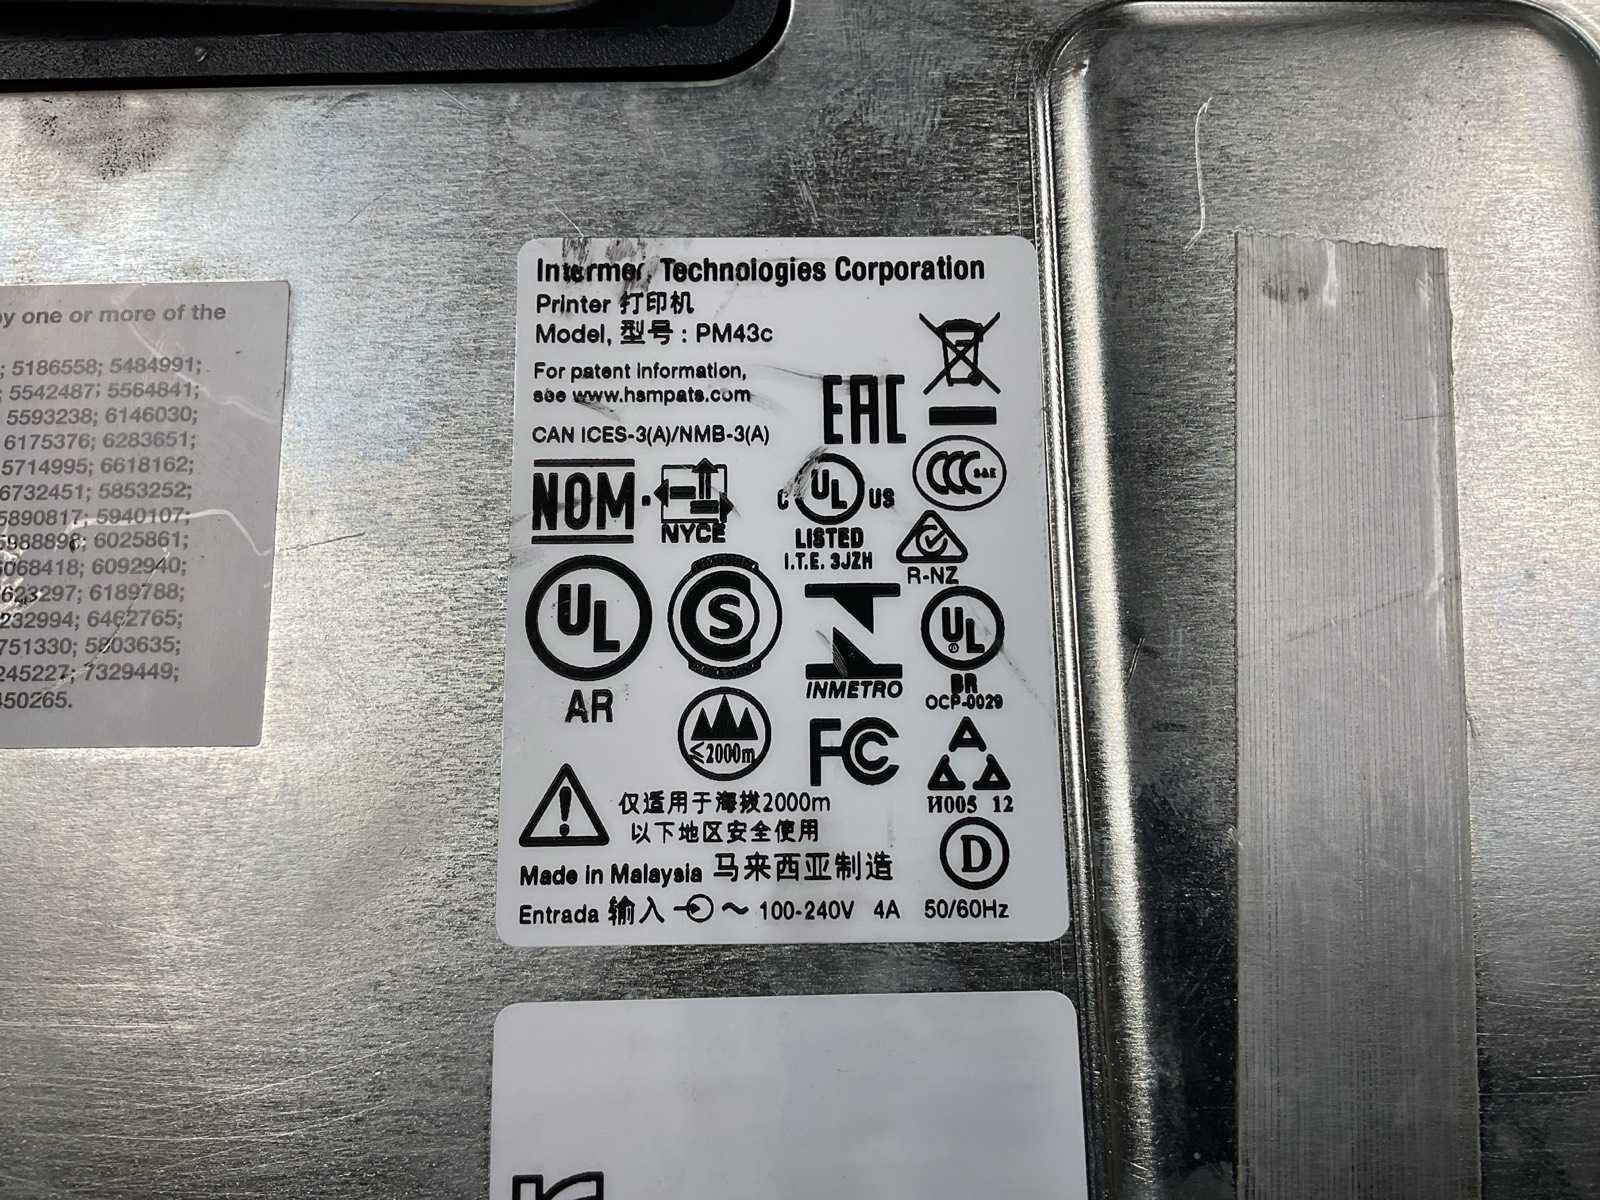 by one or more of the
; 5186558; 5484991;
; 5542487; 5564841;
5593238; 6146030;
6175376; 6283651;
5714995; 6618162;
6732451; 5853252;
5890817; 5940107;
5988898; 6025861;
6068418; 6092940;
623297; 6189788;
232994; 6462765;
751330; 5803635;
245227; 7329449;
450265.
Intermec Technologies Corporation
Printer 打印机
Model, 型号 : PM43c
For patent information,
see www.hsmpats.com
EAC
CAN ICES-3(A)/NMB-3(A)
CCC S&E
NOM NYCE
C UL US
LISTED
I.T.E. 3JZH
R-NZ
UL
AR
S
INMETRO
UL
BR
OCP-0029
≤2000m
FC
И005 12
仅适用于海拔2000m
以下地区安全使用
D
Made in Malaysia 马来西亚制造
Entrada 输入 ~ 100-240V 4A 50/60Hz